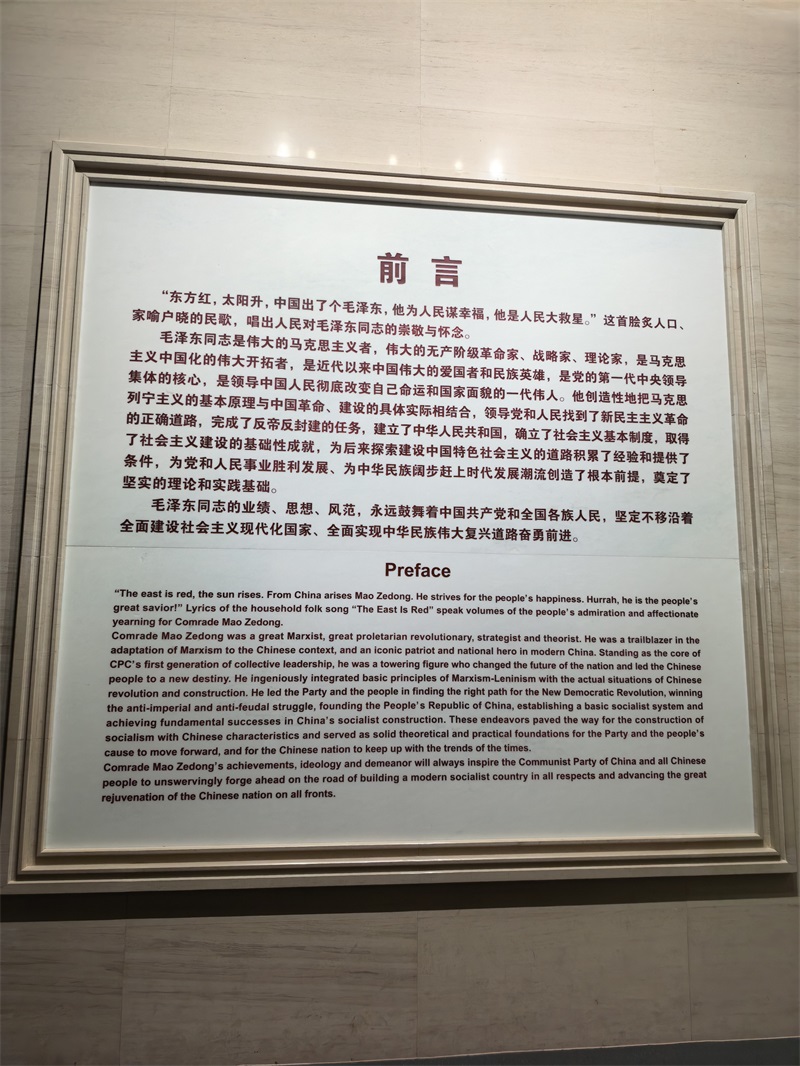 前言
“东方红，太阳升，中国出了个毛泽东，他为人民谋幸福，他是人民大救星。”这首脍炙人口、
家喻户晓的民歌，唱出人民对毛泽东同志的崇敬与怀念。
毛泽东同志是伟大的马克思主义者，伟大的无产阶级革命家、战略家、理论家，是马克思
主义中国化的伟大开拓者，是近代以来中国伟大的爱国者和民族英雄，是党的第一代中央领导
集体的核心，是领导中国人民彻底改变自己命运和国家面貌的一代伟人。他创造性地把马克思
列宁主义的基本原理与中国革命、建设的具体实际相结合，领导党和人民找到了新民主主义革命
的正确道路，完成了反帝反封建的任务，建立了中华人民共和国，确立了社会主义基本制度，取得
了社会主义建设的基础性成就，为后来探索建设中国特色社会主义的道路积累了经验和提供了
条件，为党和人民事业胜利发展、为中华民族阔步赶上时代发展潮流创造了根本前提，奠定了
坚实的理论和实践基础。
毛泽东同志的业绩、思想、风范，永远鼓舞着中国共产党和全国各族人民，坚定不移沿着
全面建设社会主义现代化国家、全面实现中华民族伟大复兴道路奋勇前进。
Preface
“The east is red, the sun rises. From China arises Mao Zedong. He strives for the people’s happiness. Hurrah, he is the people’s
great savior!” Lyrics of the household folk song “The East Is Red” speak volumes of the people’s admiration and affectionate
yearning for Comrade Mao Zedong.
Comrade Mao Zedong was a great Marxist, great proletarian revolutionary, strategist and theorist. He was a trailblazer in the
adaptation of Marxism to the Chinese context, and an iconic patriot and national hero in modern China. Standing as the core of
CPC’s first generation of collective leadership, he was a towering figure who changed the future of the nation and led the Chinese
people to a new destiny. He ingeniously integrated basic principles of Marxism-Leninism with the actual situations of Chinese
revolution and construction. He led the Party and the people in finding the right path for the New Democratic Revolution, winning
the anti-imperial and anti-feudal struggle, founding the People’s Republic of China, establishing a basic socialist system and
achieving fundamental successes in China’s socialist construction. These endeavors paved the way for the construction of
socialism with Chinese characteristics and served as solid theoretical and practical foundations for the Party and the people’s
cause to move forward, and for the Chinese nation to keep up with the trends of the times.
Comrade Mao Zedong’s achievements, ideology and demeanor will always inspire the Communist Party of China and all Chinese
people to unswervingly forge ahead on the road of building a modern socialist country in all respects and advancing the great
rejuvenation of the Chinese nation on all fronts.